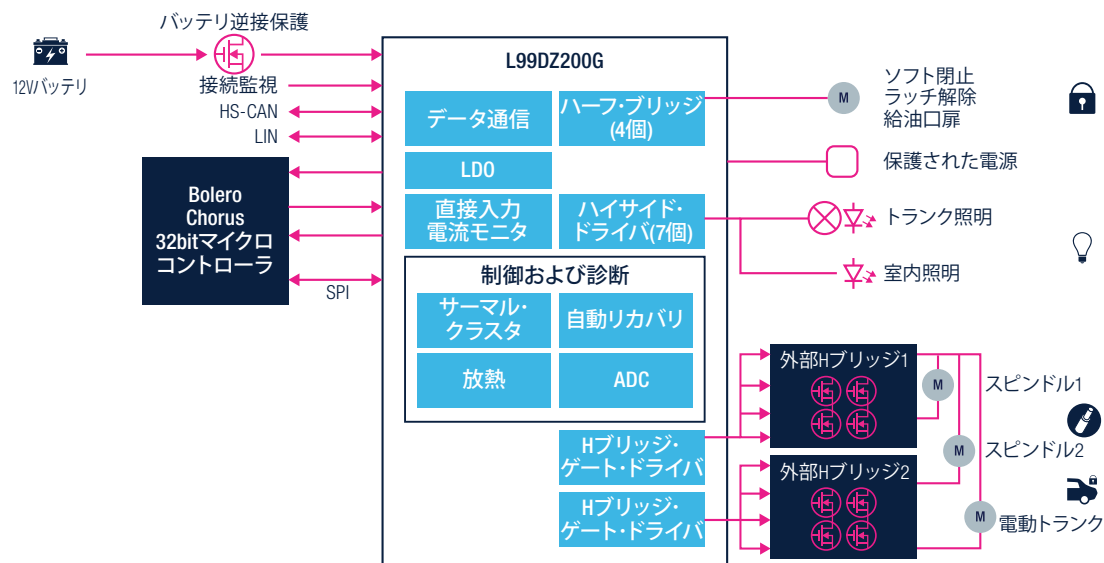 バッテリ逆接保護
12Vバッテリ
接続監視
HS-CAN
LIN
Bolero
Chorus
32bitマイクロ
コントローラ
SPI
L99DZ200G
データ通信
ハーフ・ブリッジ
(4個)
LDO
直接入力
電流モニタ
ハイサイド・
ドライバ(7個)
制御および診断
サーマル・
クラスタ
自動リカバリ
放熱
ADC
Hブリッジ・
ゲート・ドライバ
Hブリッジ・
ゲート・ドライバ
M
ソフト閉止
ラッチ解除
給油口扉
保護された電源
トランク照明
室内照明
外部Hブリッジ1
M
スピンドル1
M
スピンドル2
外部Hブリッジ2
M
電動トランク